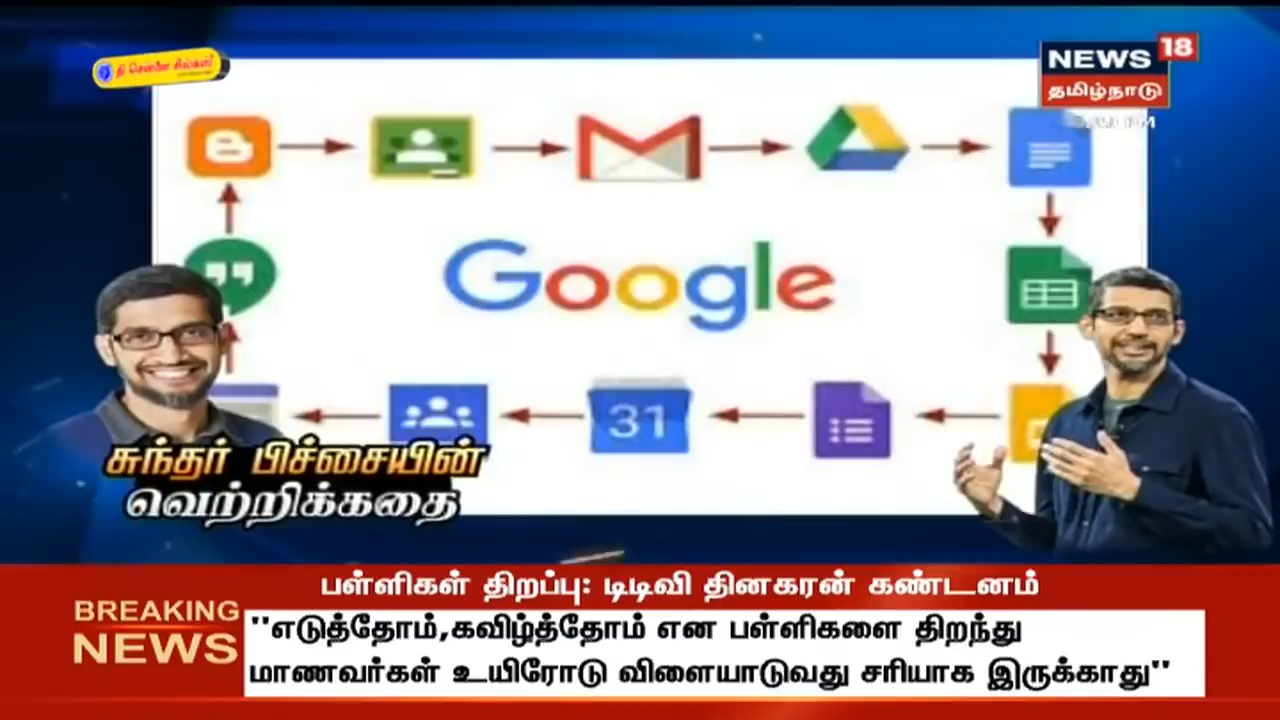 தி சென்னை சில்க்ஸ்
NEWS 18
தமிழ்நாடு
PM
Google
31
சுந்தர் பிச்சையின்
வெற்றிக்கதை
பள்ளிகள் திறப்பு: டிடிவி தினகரன் கண்டனம்
BREAKING
NEWS
"எடுத்தோம்,கவிழ்த்தோம் என பள்ளிகளை திறந்து
மாணவர்கள் உயிரோடு விளையாடுவது சரியாக இருக்காது"